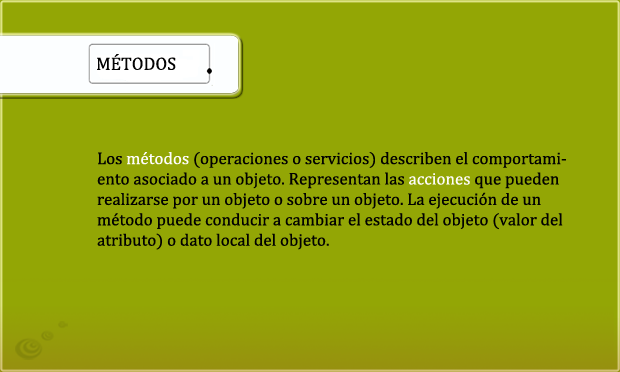 MÉTODOS
Los métodos (operaciones o servicios) describen el comportami-
ento asociado a un objeto. Representan las acciones que pueden
realizarse por un objeto o sobre un objeto. La ejecución de un
método puede conducir a cambiar el estado del objeto (valor del
atributo) o dato local del objeto.